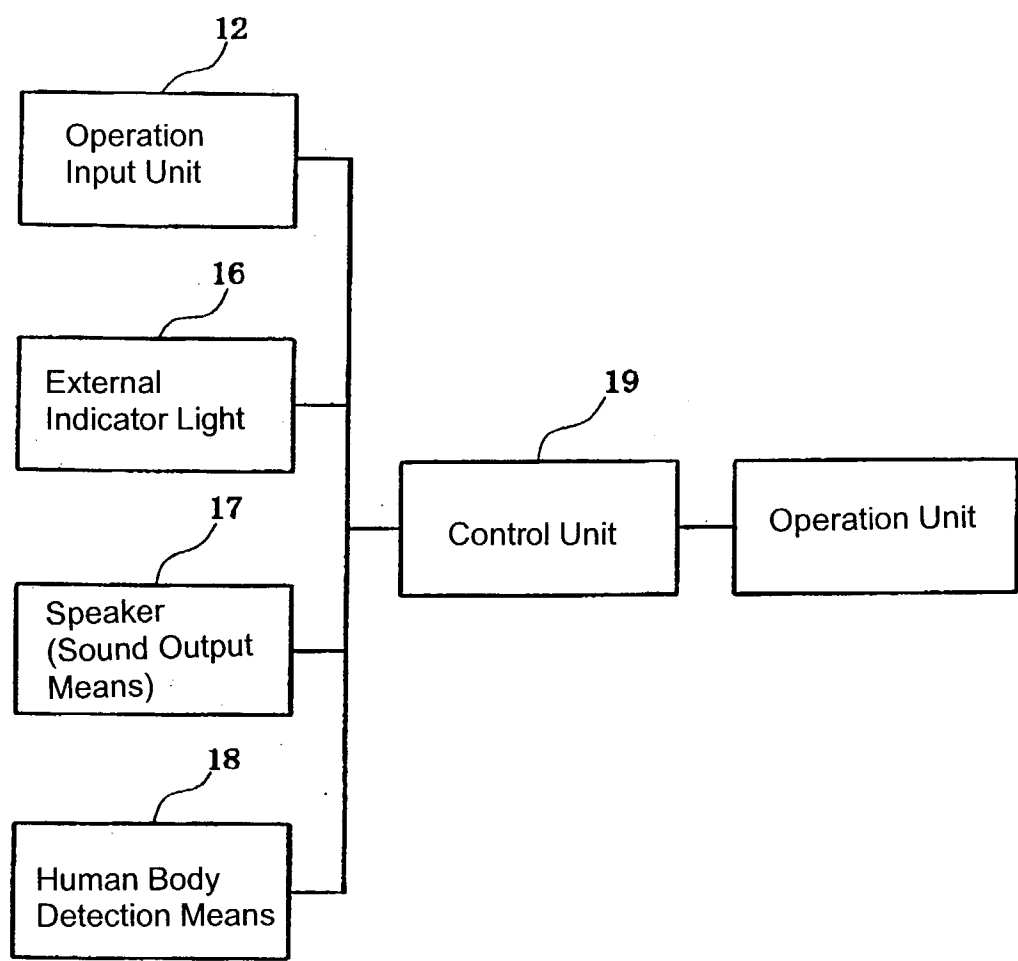 12
Operation
Input Unit
16
External
Indicator Light
17
Speaker
(Sound Output
Means)
18
Human Body
Detection Means
19
Control Unit
Operation Unit